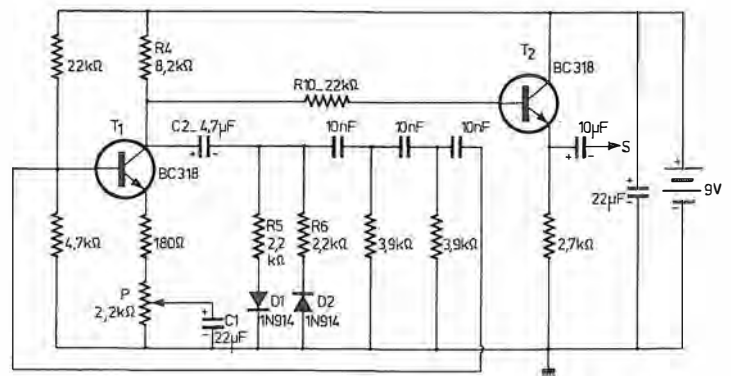 22kΩ
R4
8,2kΩ
T1
BC318
C2_4,7µF
+
-
R10_22kΩ
T2
BC318
10nF
10nF
10nF
10µF
+
-
S
+
22µF
-
+
9V
-
4,7kΩ
180Ω
P
2,2kΩ
+
C1
-
22µF
R5
2,2
kΩ
R6
2,2kΩ
D1
1N914
D2
1N914
3,9kΩ
3,9kΩ
2,7kΩ